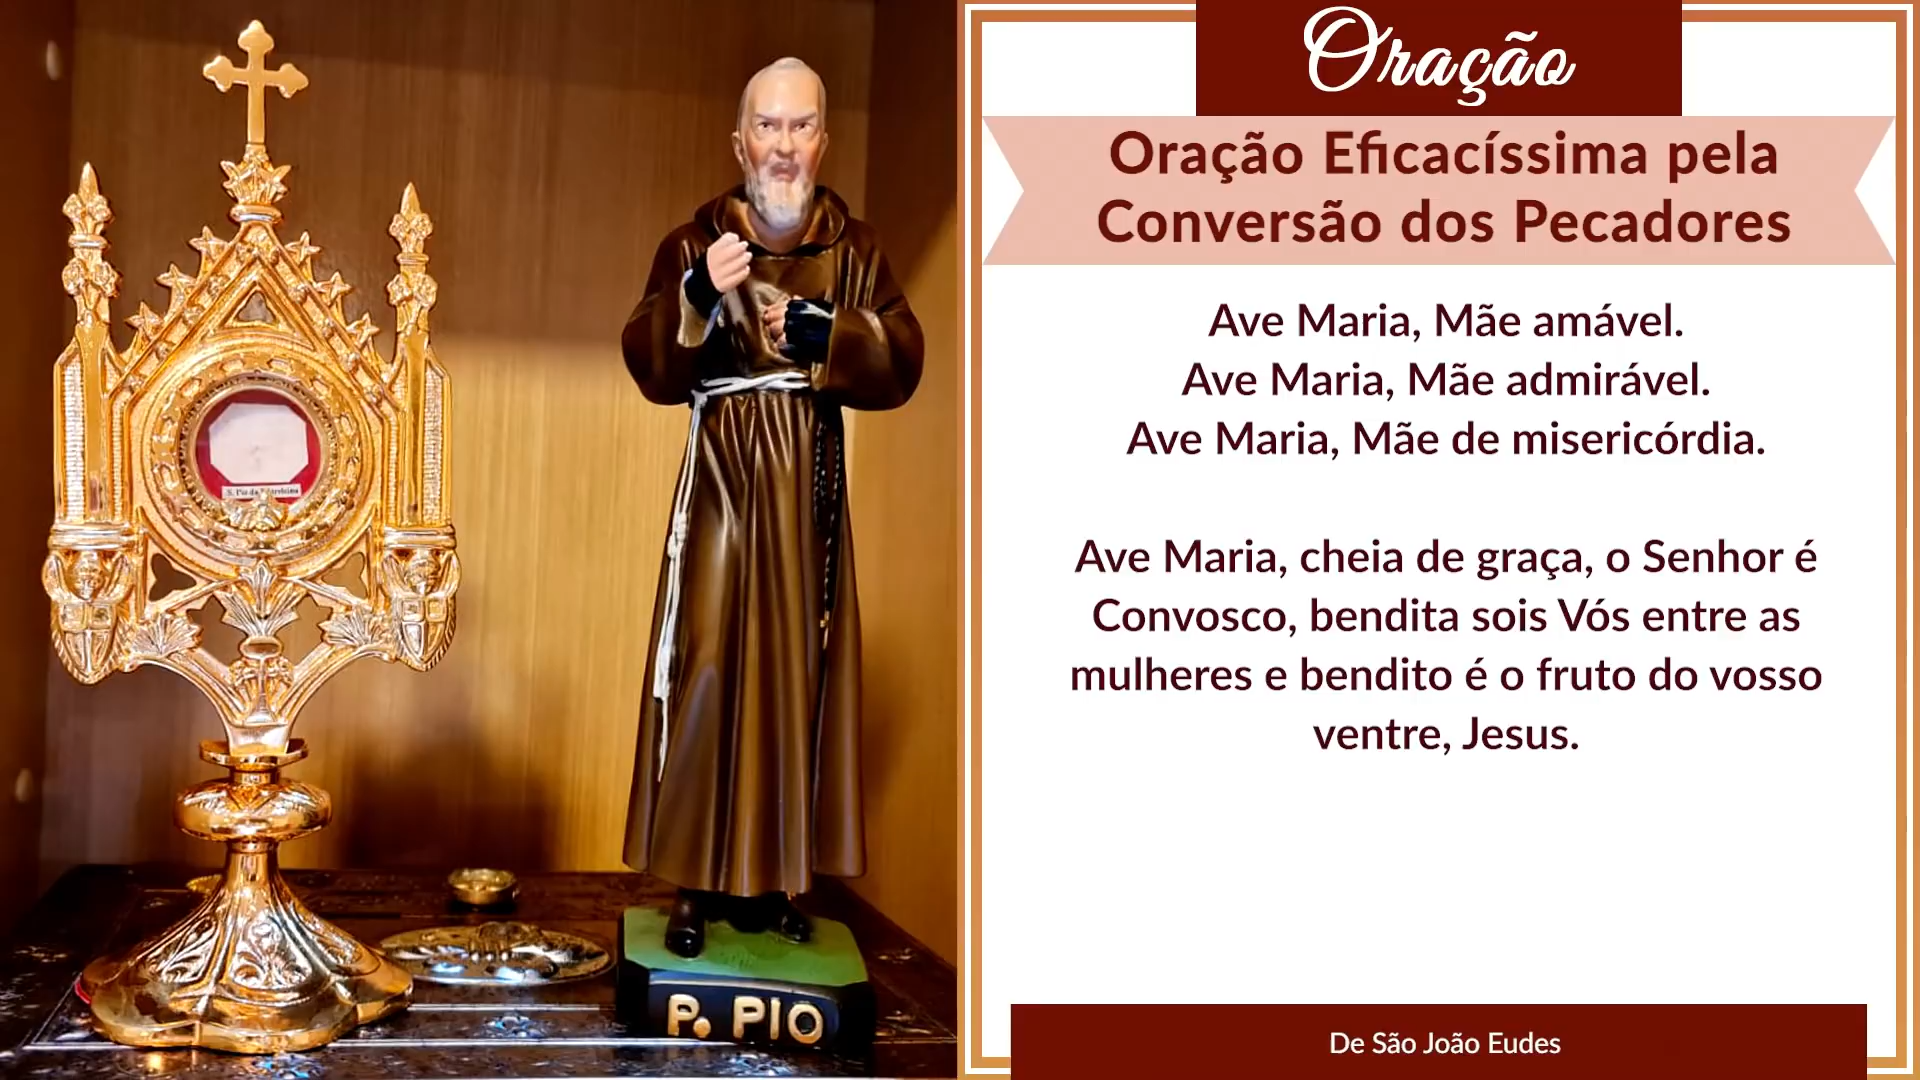 Oração
Oração Eficacíssima pela
Conversão dos Pecadores
Ave Maria, Mãe amável.
Ave Maria, Mãe admirável.
Ave Maria, Mãe de misericórdia.
Ave Maria, cheia de graça, o Senhor é
Convosco, bendita sois Vós entre as
mulheres e bendito é o fruto do vosso
ventre, Jesus.
De São João Eudes
S. Pio da
P. PIO